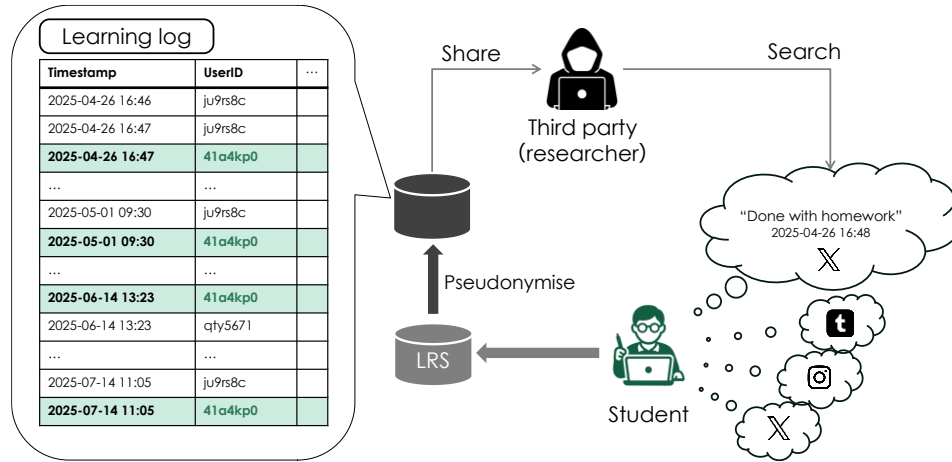 Learning log
Timestamp UserID ...
2025-04-26 16:46 ju9rs8c
2025-04-26 16:47 ju9rs8c
2025-04-26 16:47 41a4kp0
... ...
2025-05-01 09:30 ju9rs8c
2025-05-01 09:30 41a4kp0
... ...
2025-06-14 13:23 41a4kp0
2025-06-14 13:23 qty5671
... ...
2025-07-14 11:05 ju9rs8c
2025-07-14 11:05 41a4kp0
Share
Search
Third party
(researcher)
Pseudonymise
LRS
Student
“Done with homework”
2025-04-26 16:48
X
t
X